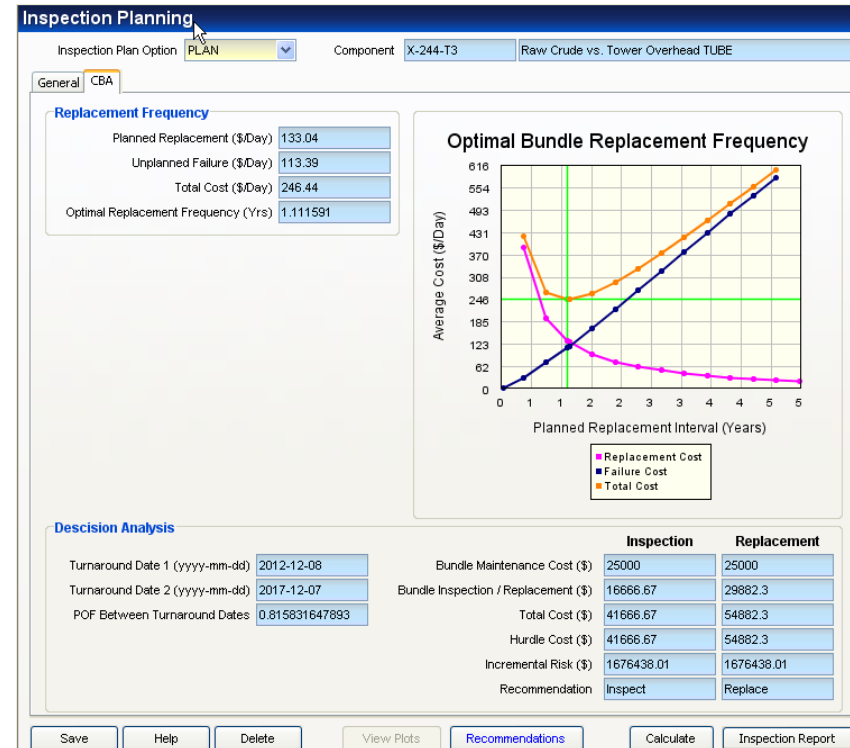 Inspection Planning
Inspection Plan Option PLAN Component X-244-T3 Raw Crude vs. Tower Overhead TUBE
General CBA
Replacement Frequency
Planned Replacement ($/Day) 133.04
Unplanned Failure ($/Day) 113.39
Total Cost ($/Day) 246.44
Optimal Replacement Frequency (Yrs) 1.111591
Optimal Bundle Replacement Frequency
Average Cost ($/Day)
616
554
493
431
370
308
246
185
123
62
0
0 1 1 2 2 3 3 4 4 5 5
Planned Replacement Interval (Years)
Replacement Cost
Failure Cost
Total Cost
Descision Analysis
Inspection Replacement
Turnaround Date 1 (yyyy-mm-dd) 2012-12-08 Bundle Maintenance Cost ($) 25000 25000
Turnaround Date 2 (yyyy-mm-dd) 2017-12-07 Bundle Inspection / Replacement ($) 16666.67 29882.3
POF Between Turnaround Dates 0.815831647893 Total Cost ($) 41666.67 54882.3
Hurdle Cost ($) 41666.67 54882.3
Incremental Risk ($) 1676438.01 1676438.01
Recommendation Inspect Replace
Save Help Delete View Plots Recommendations Calculate Inspection Report